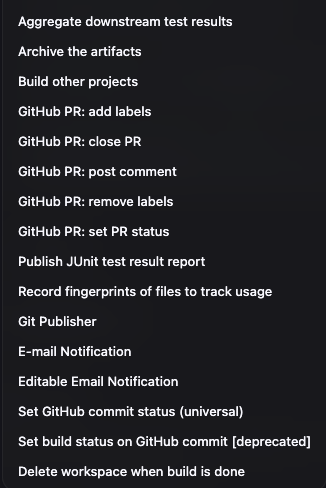 Aggregate downstream test results
Archive the artifacts
Build other projects
GitHub PR: add labels
GitHub PR: close PR
GitHub PR: post comment
GitHub PR: remove labels
GitHub PR: set PR status
Publish JUnit test result report
Record fingerprints of files to track usage
Git Publisher
E-mail Notification
Editable Email Notification
Set GitHub commit status (universal)
Set build status on GitHub commit [deprecated]
Delete workspace when build is done